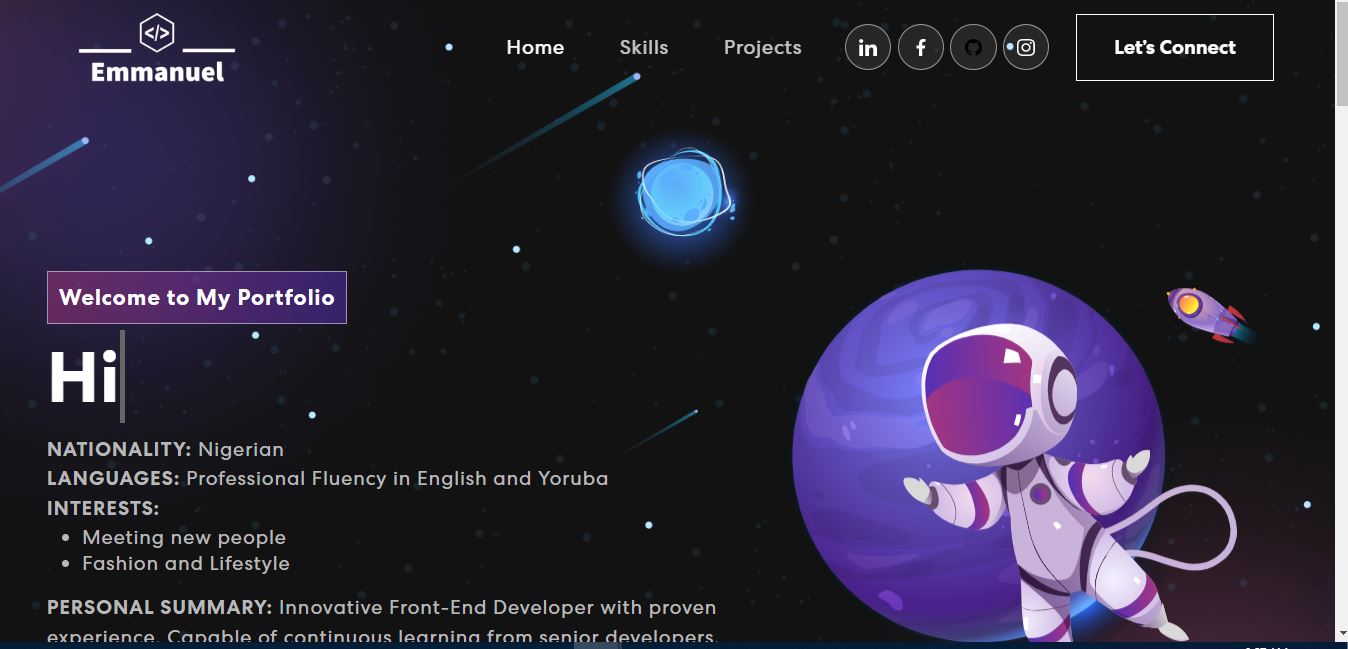 </>
Emmanuel
Home Skills Projects Let's Connect
Welcome to My Portfolio
Hi
NATIONALITY: Nigerian
LANGUAGES: Professional Fluency in English and Yoruba
INTERESTS:
• Meeting new people
• Fashion and Lifestyle
PERSONAL SUMMARY: Innovative Front-End Developer with proven
experience. Capable of continuous learning from senior developers.